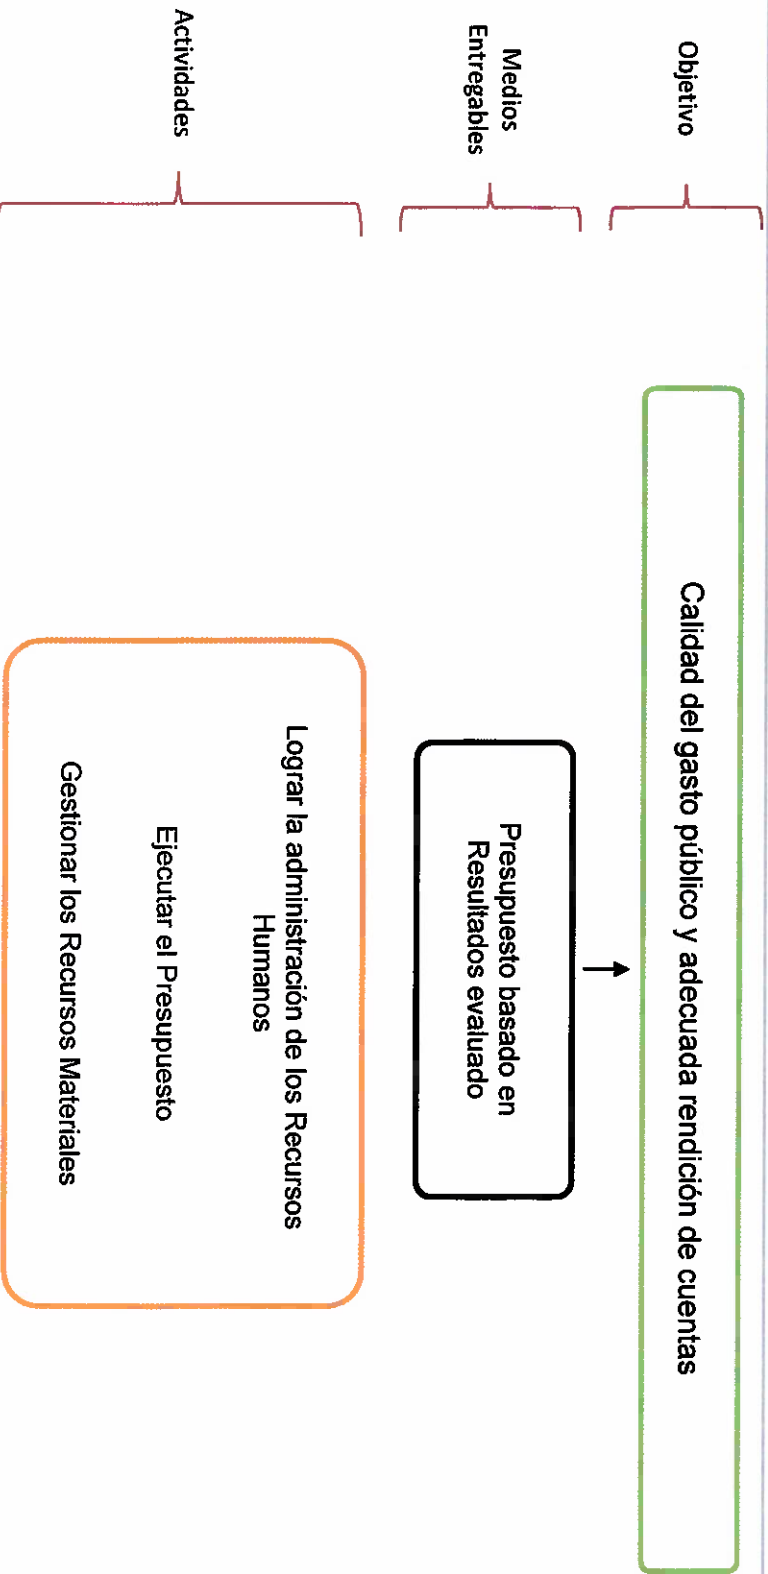 Objetivo
Calidad del gasto público y adecuada rendición de cuentas
Medios
Entregables
Presupuesto basado en
Resultados evaluado
Actividades
Lograr la administración de los Recursos
Humanos
Ejecutar el Presupuesto
Gestionar los Recursos Materiales